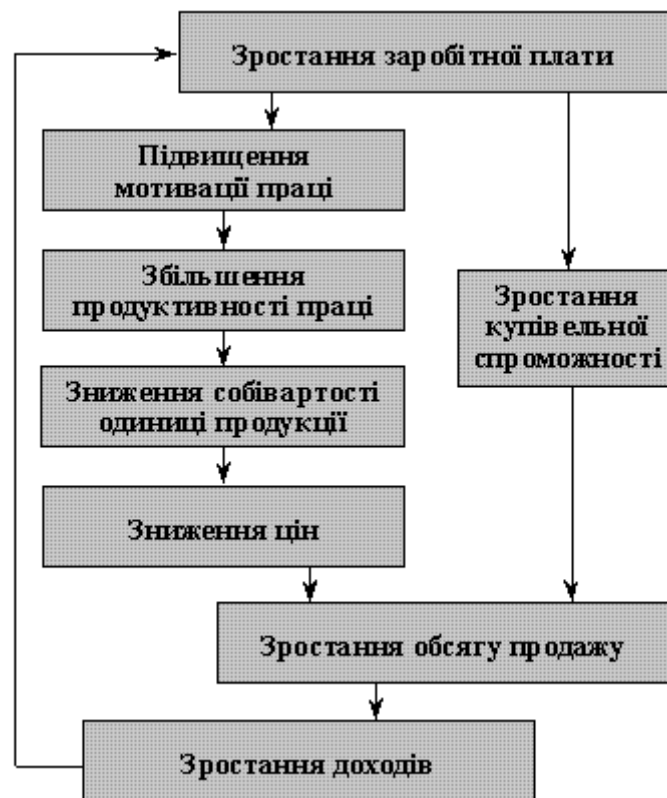 Зростання заробітної плати
Підвищення
мотивації праці
Збільшення
продуктивності праці
Зростання
купівельної
спроможності
Зниження собівартості
одиниці продукції
Зниження цін
Зростання обсягу продажу
Зростання доходів